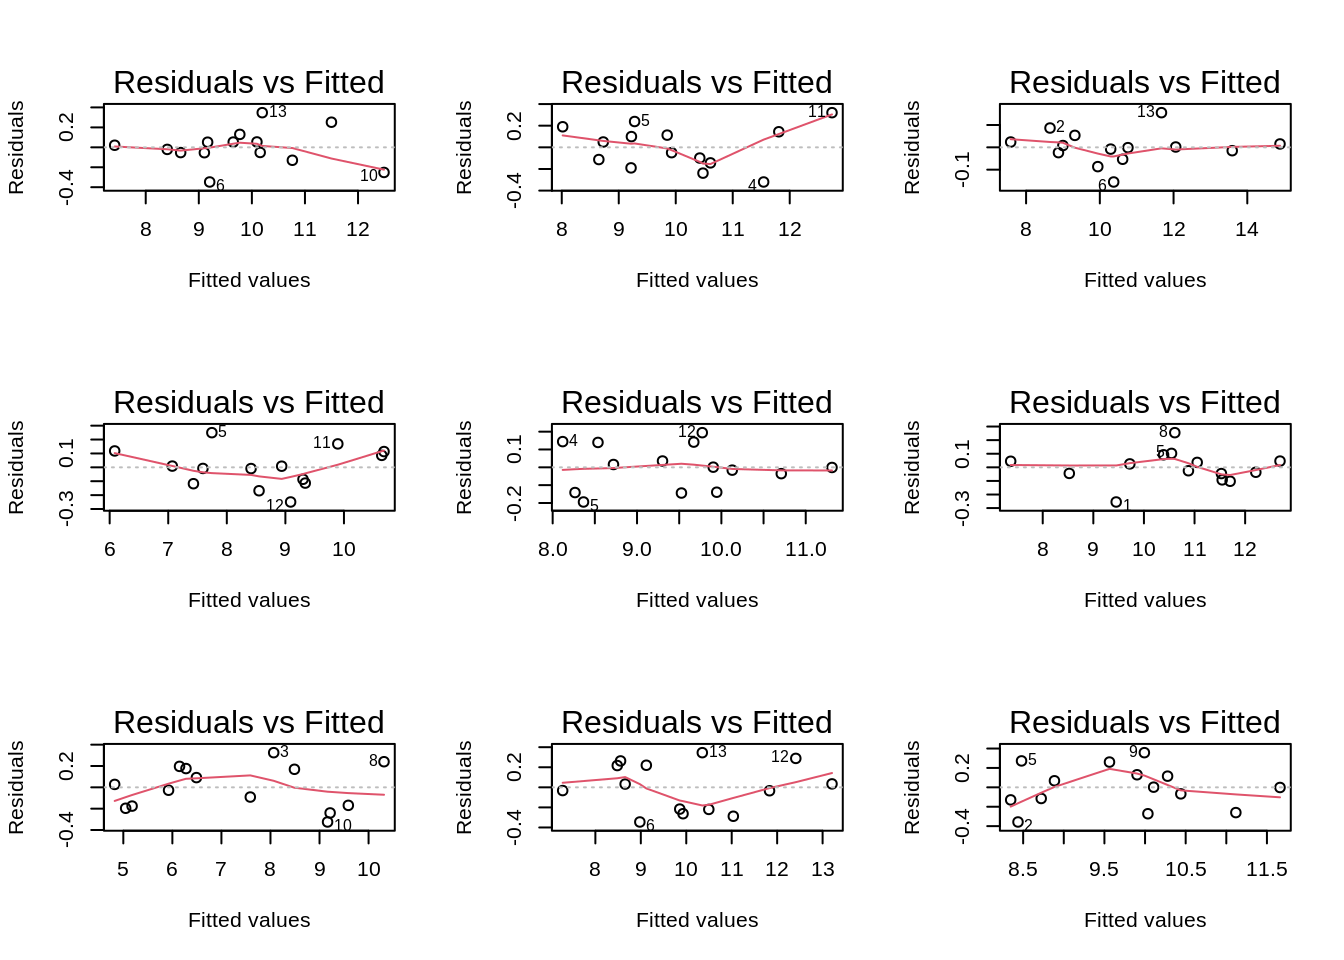 Residuals vs Fitted
Residuals
0.2
-0.4
13
6
10
8 9 10 11 12
Fitted values
Residuals vs Fitted
Residuals
0.2
-0.4
5
11
4
8 9 10 11 12
Fitted values
Residuals vs Fitted
Residuals
-0.1
13
2
6
8 10 12 14
Fitted values
Residuals vs Fitted
Residuals
0.1
-0.3
5
11
12
6 7 8 9 10
Fitted values
Residuals vs Fitted
Residuals
0.1
-0.2
4
12
5
8.0 9.0 10.0 11.0
Fitted values
Residuals vs Fitted
Residuals
0.1
-0.3
8
5
1
8 9 10 11 12
Fitted values
Residuals vs Fitted
Residuals
0.2
-0.4
3
8
10
5 6 7 8 9 10
Fitted values
Residuals vs Fitted
Residuals
0.2
-0.4
13
12
6
8 9 10 11 12 13
Fitted values
Residuals vs Fitted
Residuals
0.2
-0.4
5
9
2
8.5 9.5 10.5 11.5
Fitted values